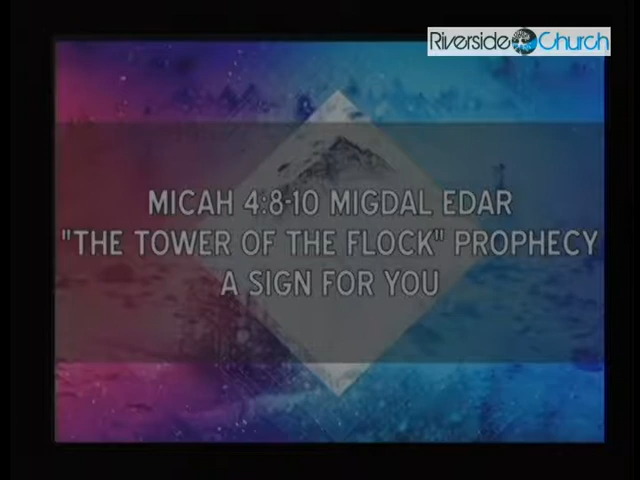 Riverside Church
MICAH 4:8-10 MIGDAL EDAR
"THE TOWER OF THE FLOCK" PROPHECY
A SIGN FOR YOU